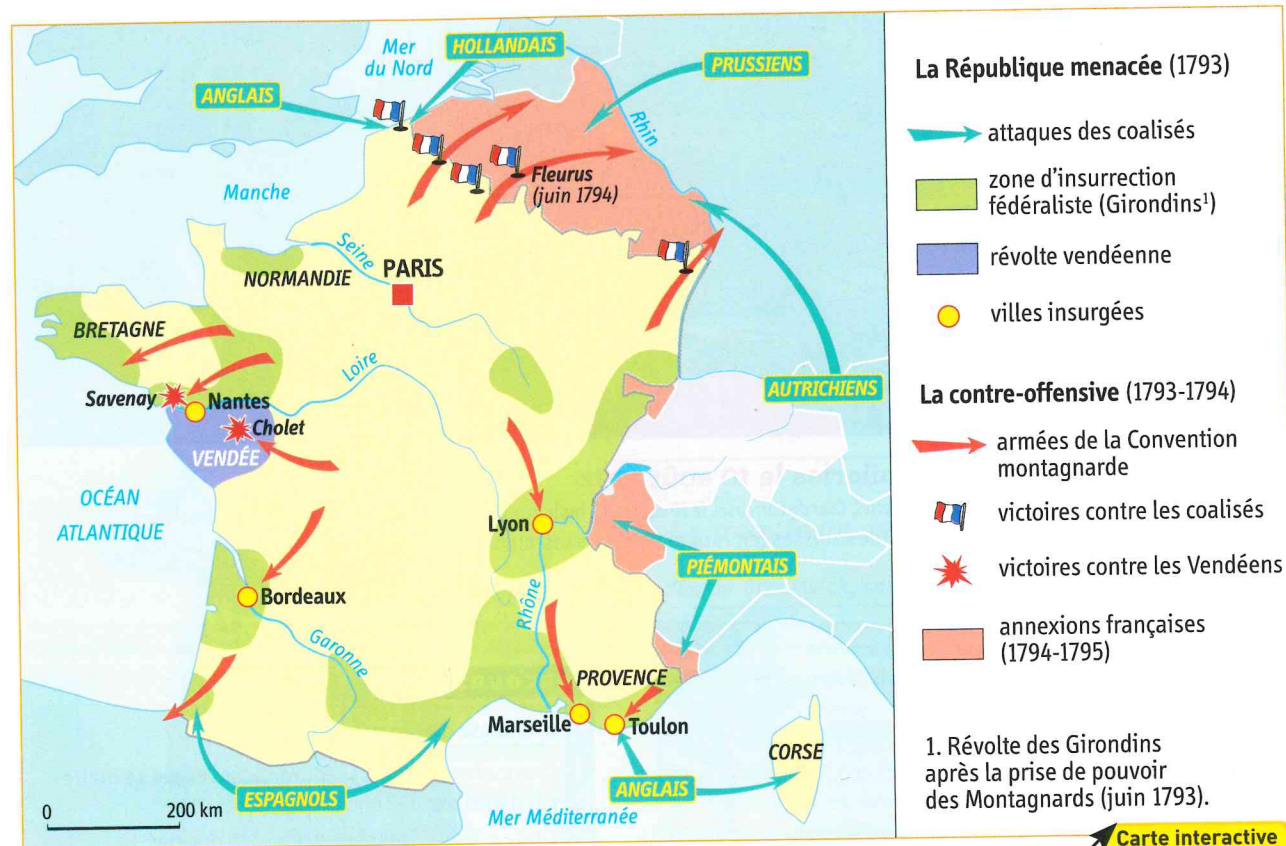 Mer
du Nord
HOLLANDAIS
PRUSSIENS
ANGLAIS
Rhin
Manche
Fleurus
(juin 1794)
Seine
NORMANDIE
PARIS
BRETAGNE
Loire
AUTRICHIENS
Savenay
Nantes
Cholet
VENDÉE
OCÉAN
ATLANTIQUE
Lyon
PIÉMONTAIS
Bordeaux
Rhône
Garonne
PROVENCE
Marseille
Toulon
CORSE
ESPAGNOLS
ANGLAIS
0 200 km
Mer Méditerranée
La République menacée (1793)
attaques des coalisés
zone d'insurrection
fédéraliste (Girondins¹)
révolte vendéenne
villes insurgées
La contre-offensive (1793-1794)
armées de la Convention
montagnarde
victoires contre les coalisés
victoires contre les Vendéens
annexions françaises
(1794-1795)
1. Révolte des Girondins
après la prise de pouvoir
des Montagnards (juin 1793).
Carte interactive